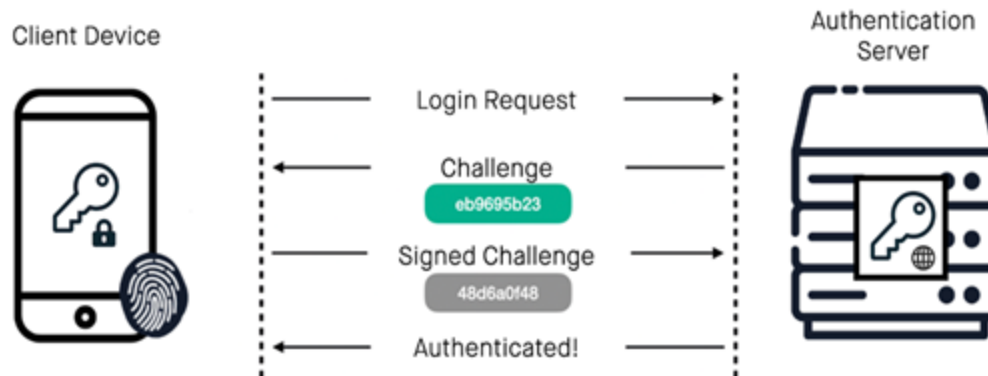 Client Device
Authentication
Server
Login Request
Challenge
eb9695b23
Signed Challenge
48d6a0f48
Authenticated!